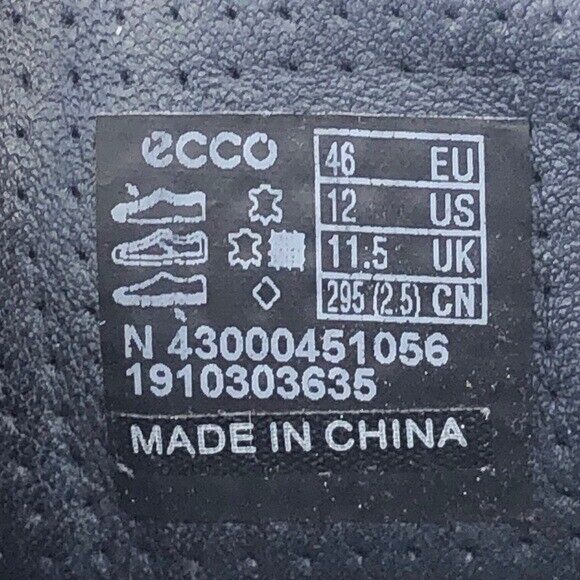 ecco
46 EU
12 US
11.5 UK
295 (2.5) CN
N 43000451056
1910303635
MADE IN CHINA